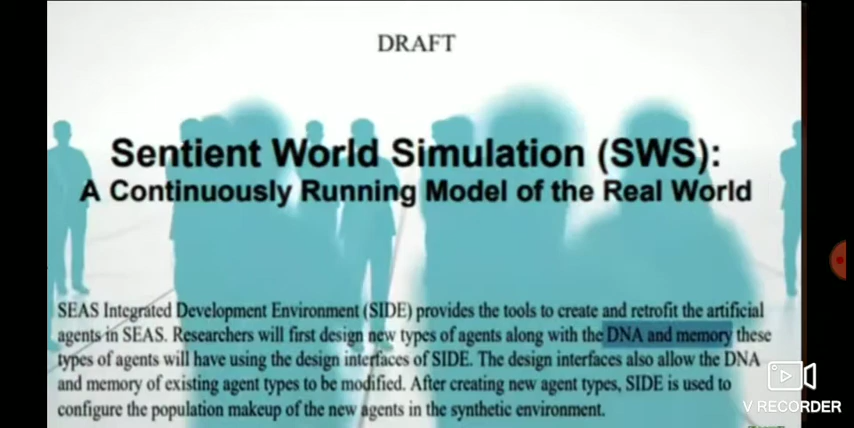 DRAFT
Sentient World Simulation (SWS):
A Continuously Running Model of the Real World
SEAS Integrated Development Environment (SIDE) provides the tools to create and retrofit the artificial
agents in SEAS. Researchers will first design new types of agents along with the DNA and memory these
types of agents will have using the design interfaces of SIDE. The design interfaces also allow the DNA
and memory of existing agent types to be modified. After creating new agent types, SIDE is used to
configure the population makeup of the new agents in the synthetic environment.
V RECORDER